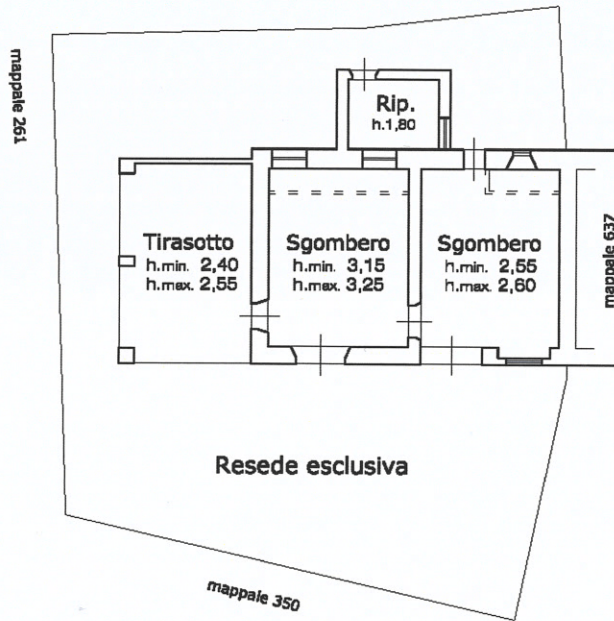 mappale 261
Rip.
h.1,80
Tirasotto
h.min. 2,40
h.max. 2,55
Sgombero
h.min. 3,15
h.max. 3,25
Sgombero
h.min. 2,55
h.max. 2,60
mappale 637
Resede esclusiva
mappale 350